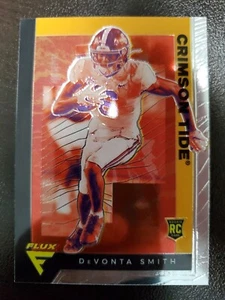 CRIMSON TIDE®
RC
FLUX
DEVONTA SMITH